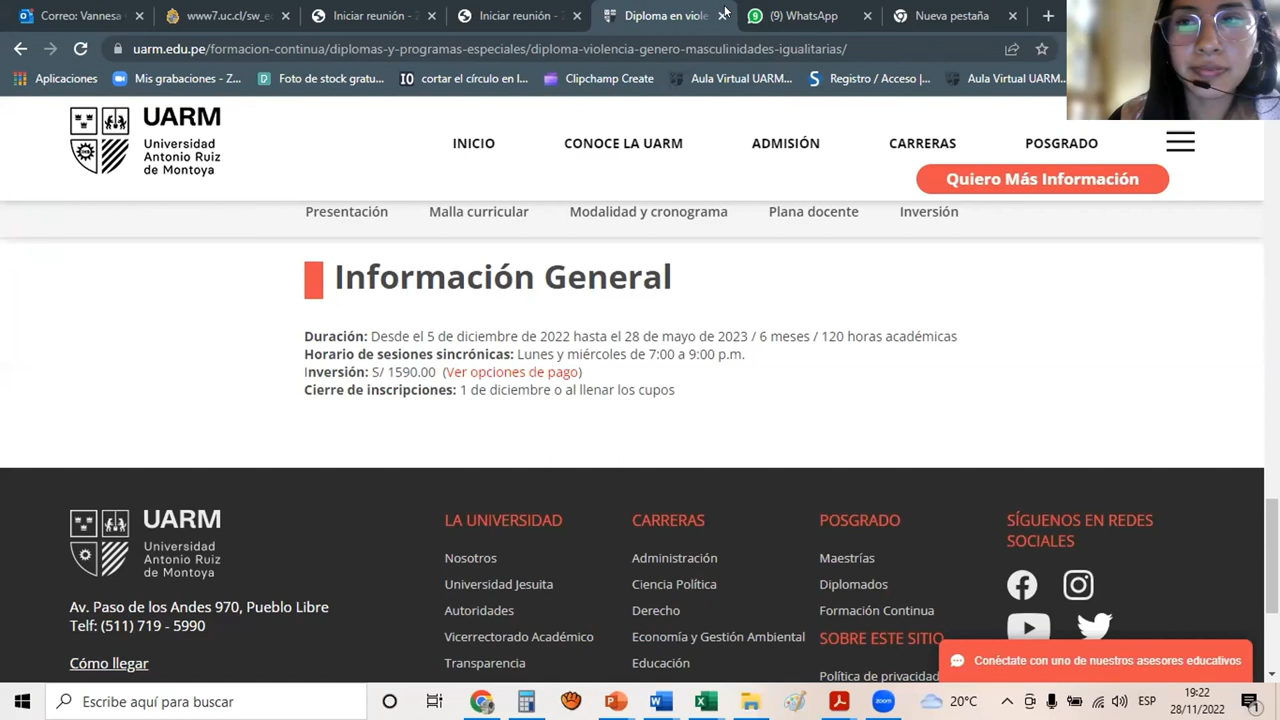 Correo: Vannesa
www7.uc.cl/sw_e
Iniciar reunión -
Iniciar reunión -
Diploma en viole
(9) WhatsApp
Nueva pestaña
uarm.edu.pe/formacion-continua/diplomas-y-programas-especiales/diploma-violencia-genero-masculinidades-igualitarias/
Aplicaciones
Mis grabaciones - Z...
Foto de stock gratu...
cortar el círculo en l...
Clipchamp Create
Aula Virtual UARM...
Registro / Acceso |...
Aula Virtual UARM...
UARM
Universidad
Antonio Ruiz
de Montoya
INICIO
CONOCE LA UARM
ADMISIÓN
CARRERAS
POSGRADO
Quiero Más Información
Presentación
Malla curricular
Modalidad y cronograma
Plana docente
Inversión
Información General
Duración: Desde el 5 de diciembre de 2022 hasta el 28 de mayo de 2023 / 6 meses / 120 horas académicas
Horario de sesiones sincrónicas: Lunes y miércoles de 7:00 a 9:00 p.m.
Inversión: S/ 1590.00 (Ver opciones de pago)
Cierre de inscripciones: 1 de diciembre o al llenar los cupos
UARM
Universidad
Antonio Ruiz
de Montoya
Av. Paso de los Andes 970, Pueblo Libre
Telf: (511) 719 - 5990
Cómo llegar
LA UNIVERSIDAD
Nosotros
Universidad Jesuita
Autoridades
Vicerrectorado Académico
Transparencia
CARRERAS
Administración
Ciencia Política
Derecho
Economía y Gestión Ambiental
Educación
POSGRADO
Maestrías
Diplomados
Formación Continua
SOBRE ESTE SITIO
Política de privacidad
SÍGUENOS EN REDES
SOCIALES
Conéctate con uno de nuestros asesores educativos
Escribe aquí para buscar
20°C
ESP
19:22
28/11/2022